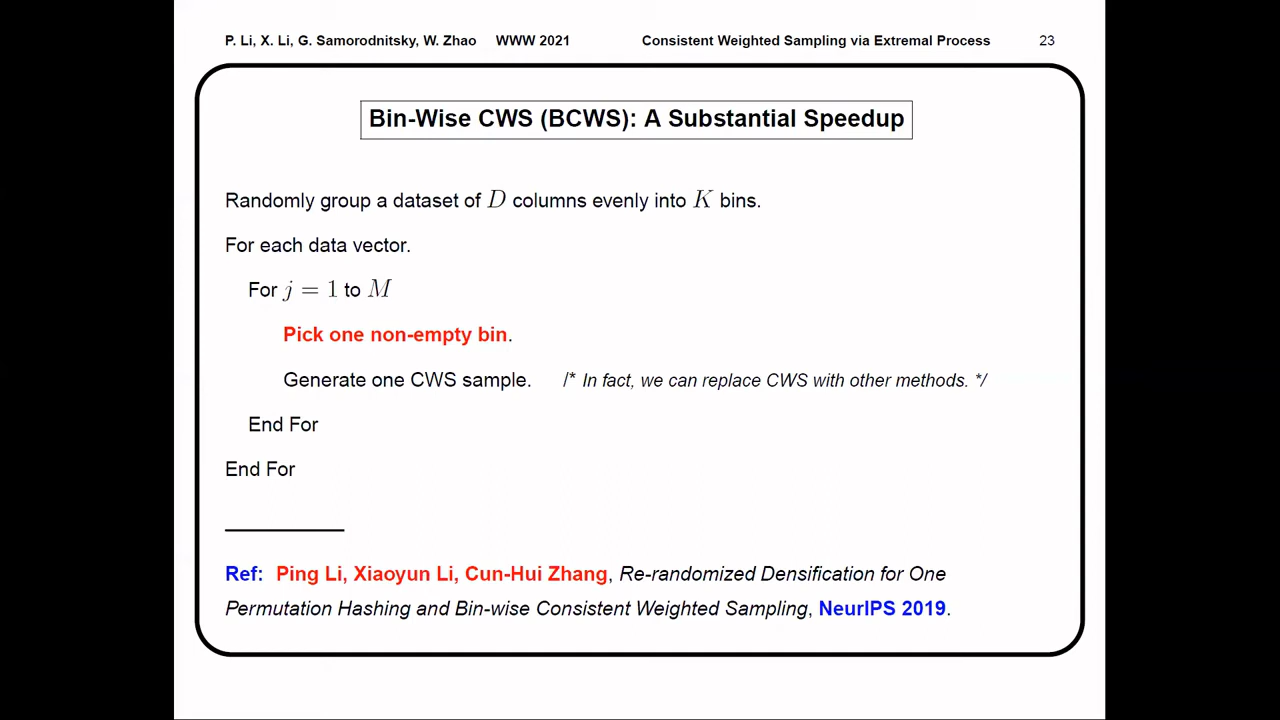 P. Li, X. Li, G. Samorodnitsky, W. Zhao WWW 2021 Consistent Weighted Sampling via Extremal Process 23
Bin-Wise CWS (BCWS): A Substantial Speedup
Randomly group a dataset of D columns evenly into K bins.
For each data vector.
For j = 1 to M
Pick one non-empty bin.
Generate one CWS sample. /* In fact, we can replace CWS with other methods. */
End For
End For
Ref: Ping Li, Xiaoyun Li, Cun-Hui Zhang, Re-randomized Densification for One
Permutation Hashing and Bin-wise Consistent Weighted Sampling, NeurIPS 2019.